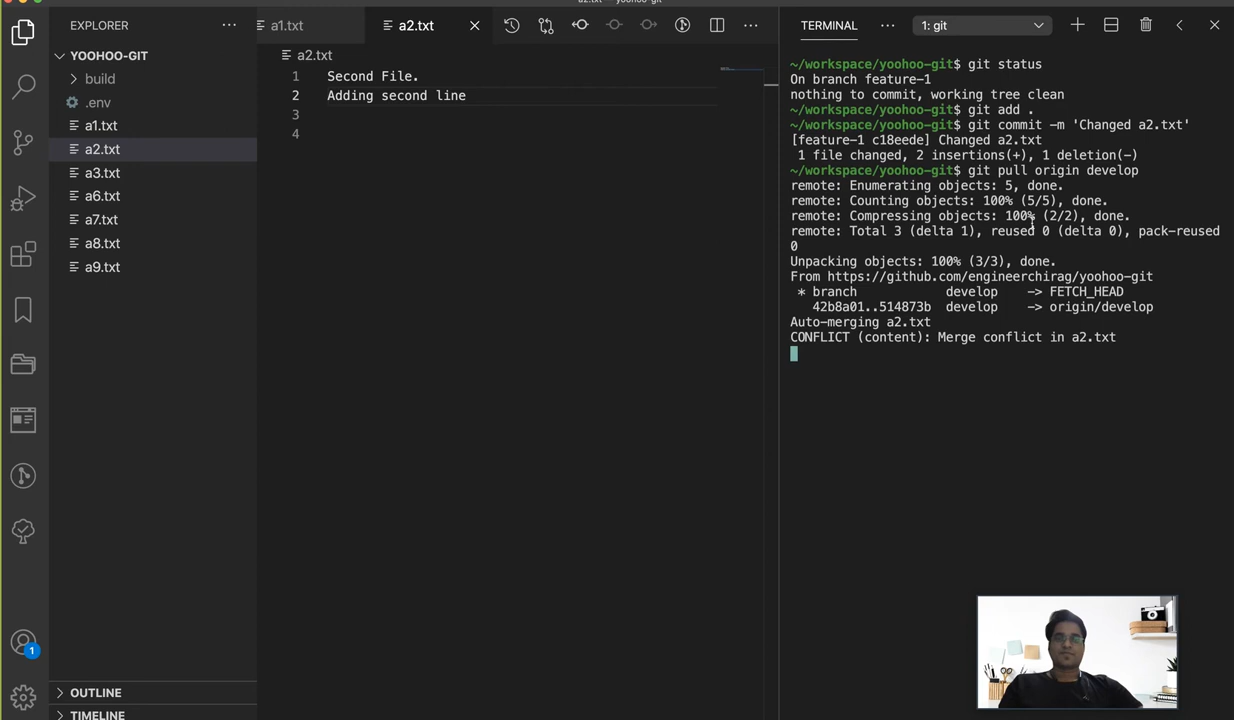 a2.txt — yoohoo-git
EXPLORER
YOOHOO-GIT
build
.env
a1.txt
a2.txt
a3.txt
a6.txt
a7.txt
a8.txt
a9.txt
OUTLINE
TIMELINE
1
a1.txt
a2.txt
a2.txt
1 Second File.
2 Adding second line
3
4
TERMINAL
1: git
~/workspace/yoohoo-git$ git status
On branch feature-1
nothing to commit, working tree clean
~/workspace/yoohoo-git$ git add .
~/workspace/yoohoo-git$ git commit -m 'Changed a2.txt'
[feature-1 c18eede] Changed a2.txt
1 file changed, 2 insertions(+), 1 deletion(-)
~/workspace/yoohoo-git$ git pull origin develop
remote: Enumerating objects: 5, done.
remote: Counting objects: 100% (5/5), done.
remote: Compressing objects: 100% (2/2), done.
remote: Total 3 (delta 1), reused 0 (delta 0), pack-reused
0
Unpacking objects: 100% (3/3), done.
From https://github.com/engineerchirag/yoohoo-git
* branch develop -> FETCH_HEAD
42b8a01..514873b develop -> origin/develop
Auto-merging a2.txt
CONFLICT (content): Merge conflict in a2.txt